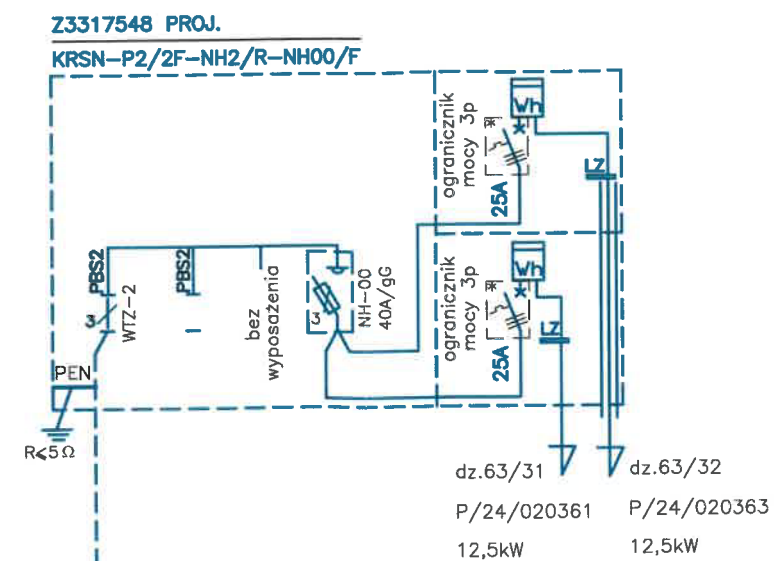 Z3317548 PROJ.
KRSN-P2/2F-NH2/R-NH00/F
ogranicznik
mocy 3p
25A
Wh
LZ
ogranicznik
mocy 3p
25A
Wh
LZ
PBS2
3
WTZ-2
PBS2
bez
wyposażenia
3
NH-00
40A/gG
PEN
R⩽5Ω
dz.63/31
P/24/020361
12,5kW
dz.63/32
P/24/020363
12,5kW